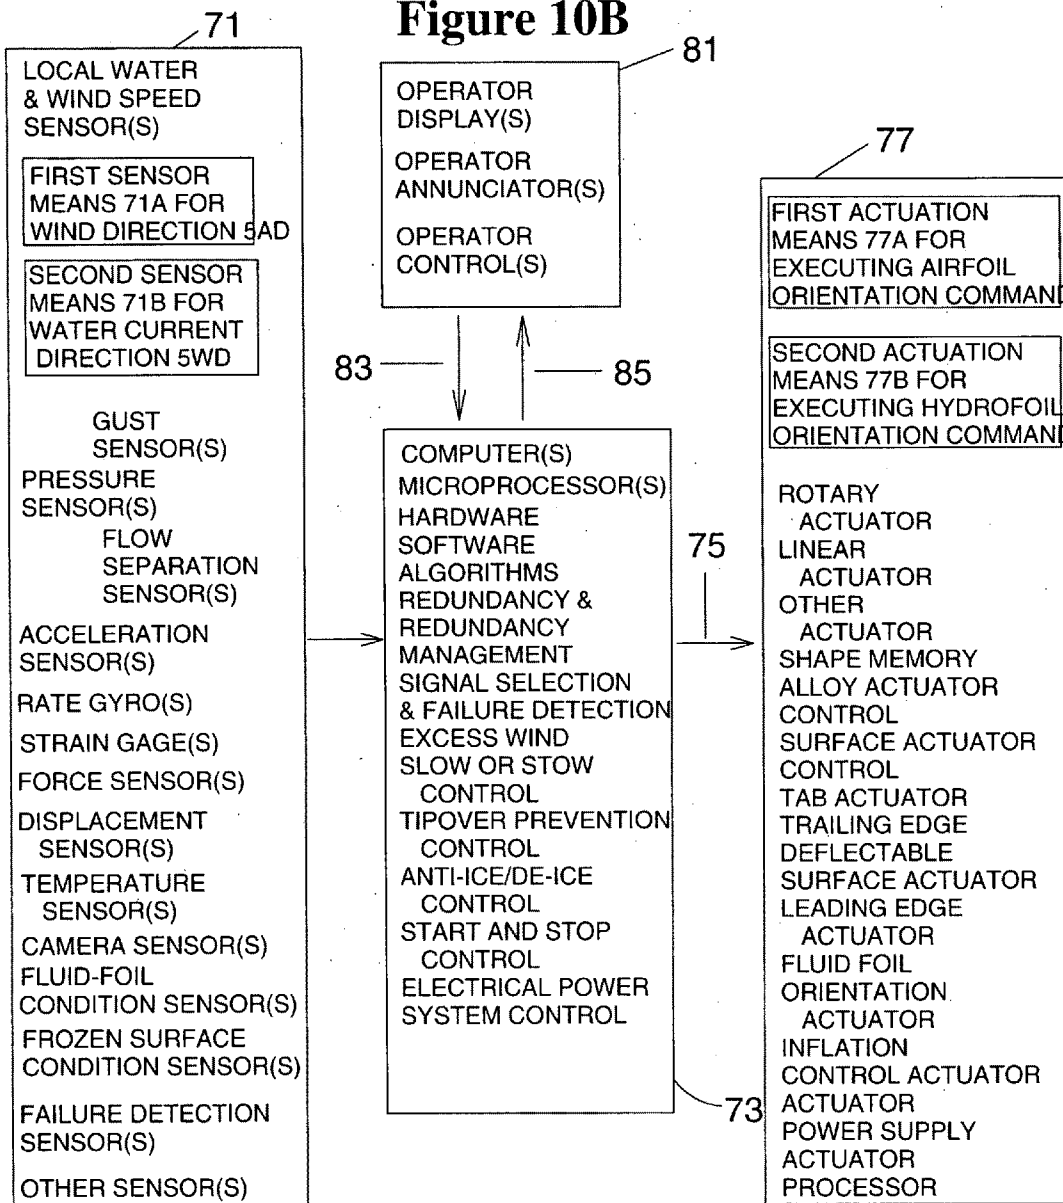 Figure 10B
71
LOCAL WATER
& WIND SPEED
SENSOR(S)
FIRST SENSOR
MEANS 71A FOR
WIND DIRECTION 5AD
SECOND SENSOR
MEANS 71B FOR
WATER CURRENT
DIRECTION 5WD
GUST
SENSOR(S)
PRESSURE
SENSOR(S)
FLOW
SEPARATION
SENSOR(S)
ACCELERATION
SENSOR(S)
RATE GYRO(S)
STRAIN GAGE(S)
FORCE SENSOR(S)
DISPLACEMENT
SENSOR(S)
TEMPERATURE
SENSOR(S)
CAMERA SENSOR(S)
FLUID-FOIL
CONDITION SENSOR(S)
FROZEN SURFACE
CONDITION SENSOR(S)
FAILURE DETECTION
SENSOR(S)
OTHER SENSOR(S)
81
OPERATOR
DISPLAY(S)
OPERATOR
ANNUNCIATOR(S)
OPERATOR
CONTROL(S)
83
85
COMPUTER(S)
MICROPROCESSOR(S)
HARDWARE
SOFTWARE
ALGORITHMS
REDUNDANCY &
REDUNDANCY
MANAGEMENT
SIGNAL SELECTION
& FAILURE DETECTION
EXCESS WIND
SLOW OR STOW
CONTROL
TIPOVER PREVENTION
CONTROL
ANTI-ICE/DE-ICE
CONTROL
START AND STOP
CONTROL
ELECTRICAL POWER
SYSTEM CONTROL
73
75
77
FIRST ACTUATION
MEANS 77A FOR
EXECUTING AIRFOIL
ORIENTATION COMMAND
SECOND ACTUATION
MEANS 77B FOR
EXECUTING HYDROFOIL
ORIENTATION COMMAND
ROTARY
ACTUATOR
LINEAR
ACTUATOR
OTHER
ACTUATOR
SHAPE MEMORY
ALLOY ACTUATOR
CONTROL
SURFACE ACTUATOR
CONTROL
TAB ACTUATOR
TRAILING EDGE
DEFLECTABLE
SURFACE ACTUATOR
LEADING EDGE
ACTUATOR
FLUID FOIL
ORIENTATION
ACTUATOR
INFLATION
CONTROL ACTUATOR
ACTUATOR
POWER SUPPLY
ACTUATOR
PROCESSOR